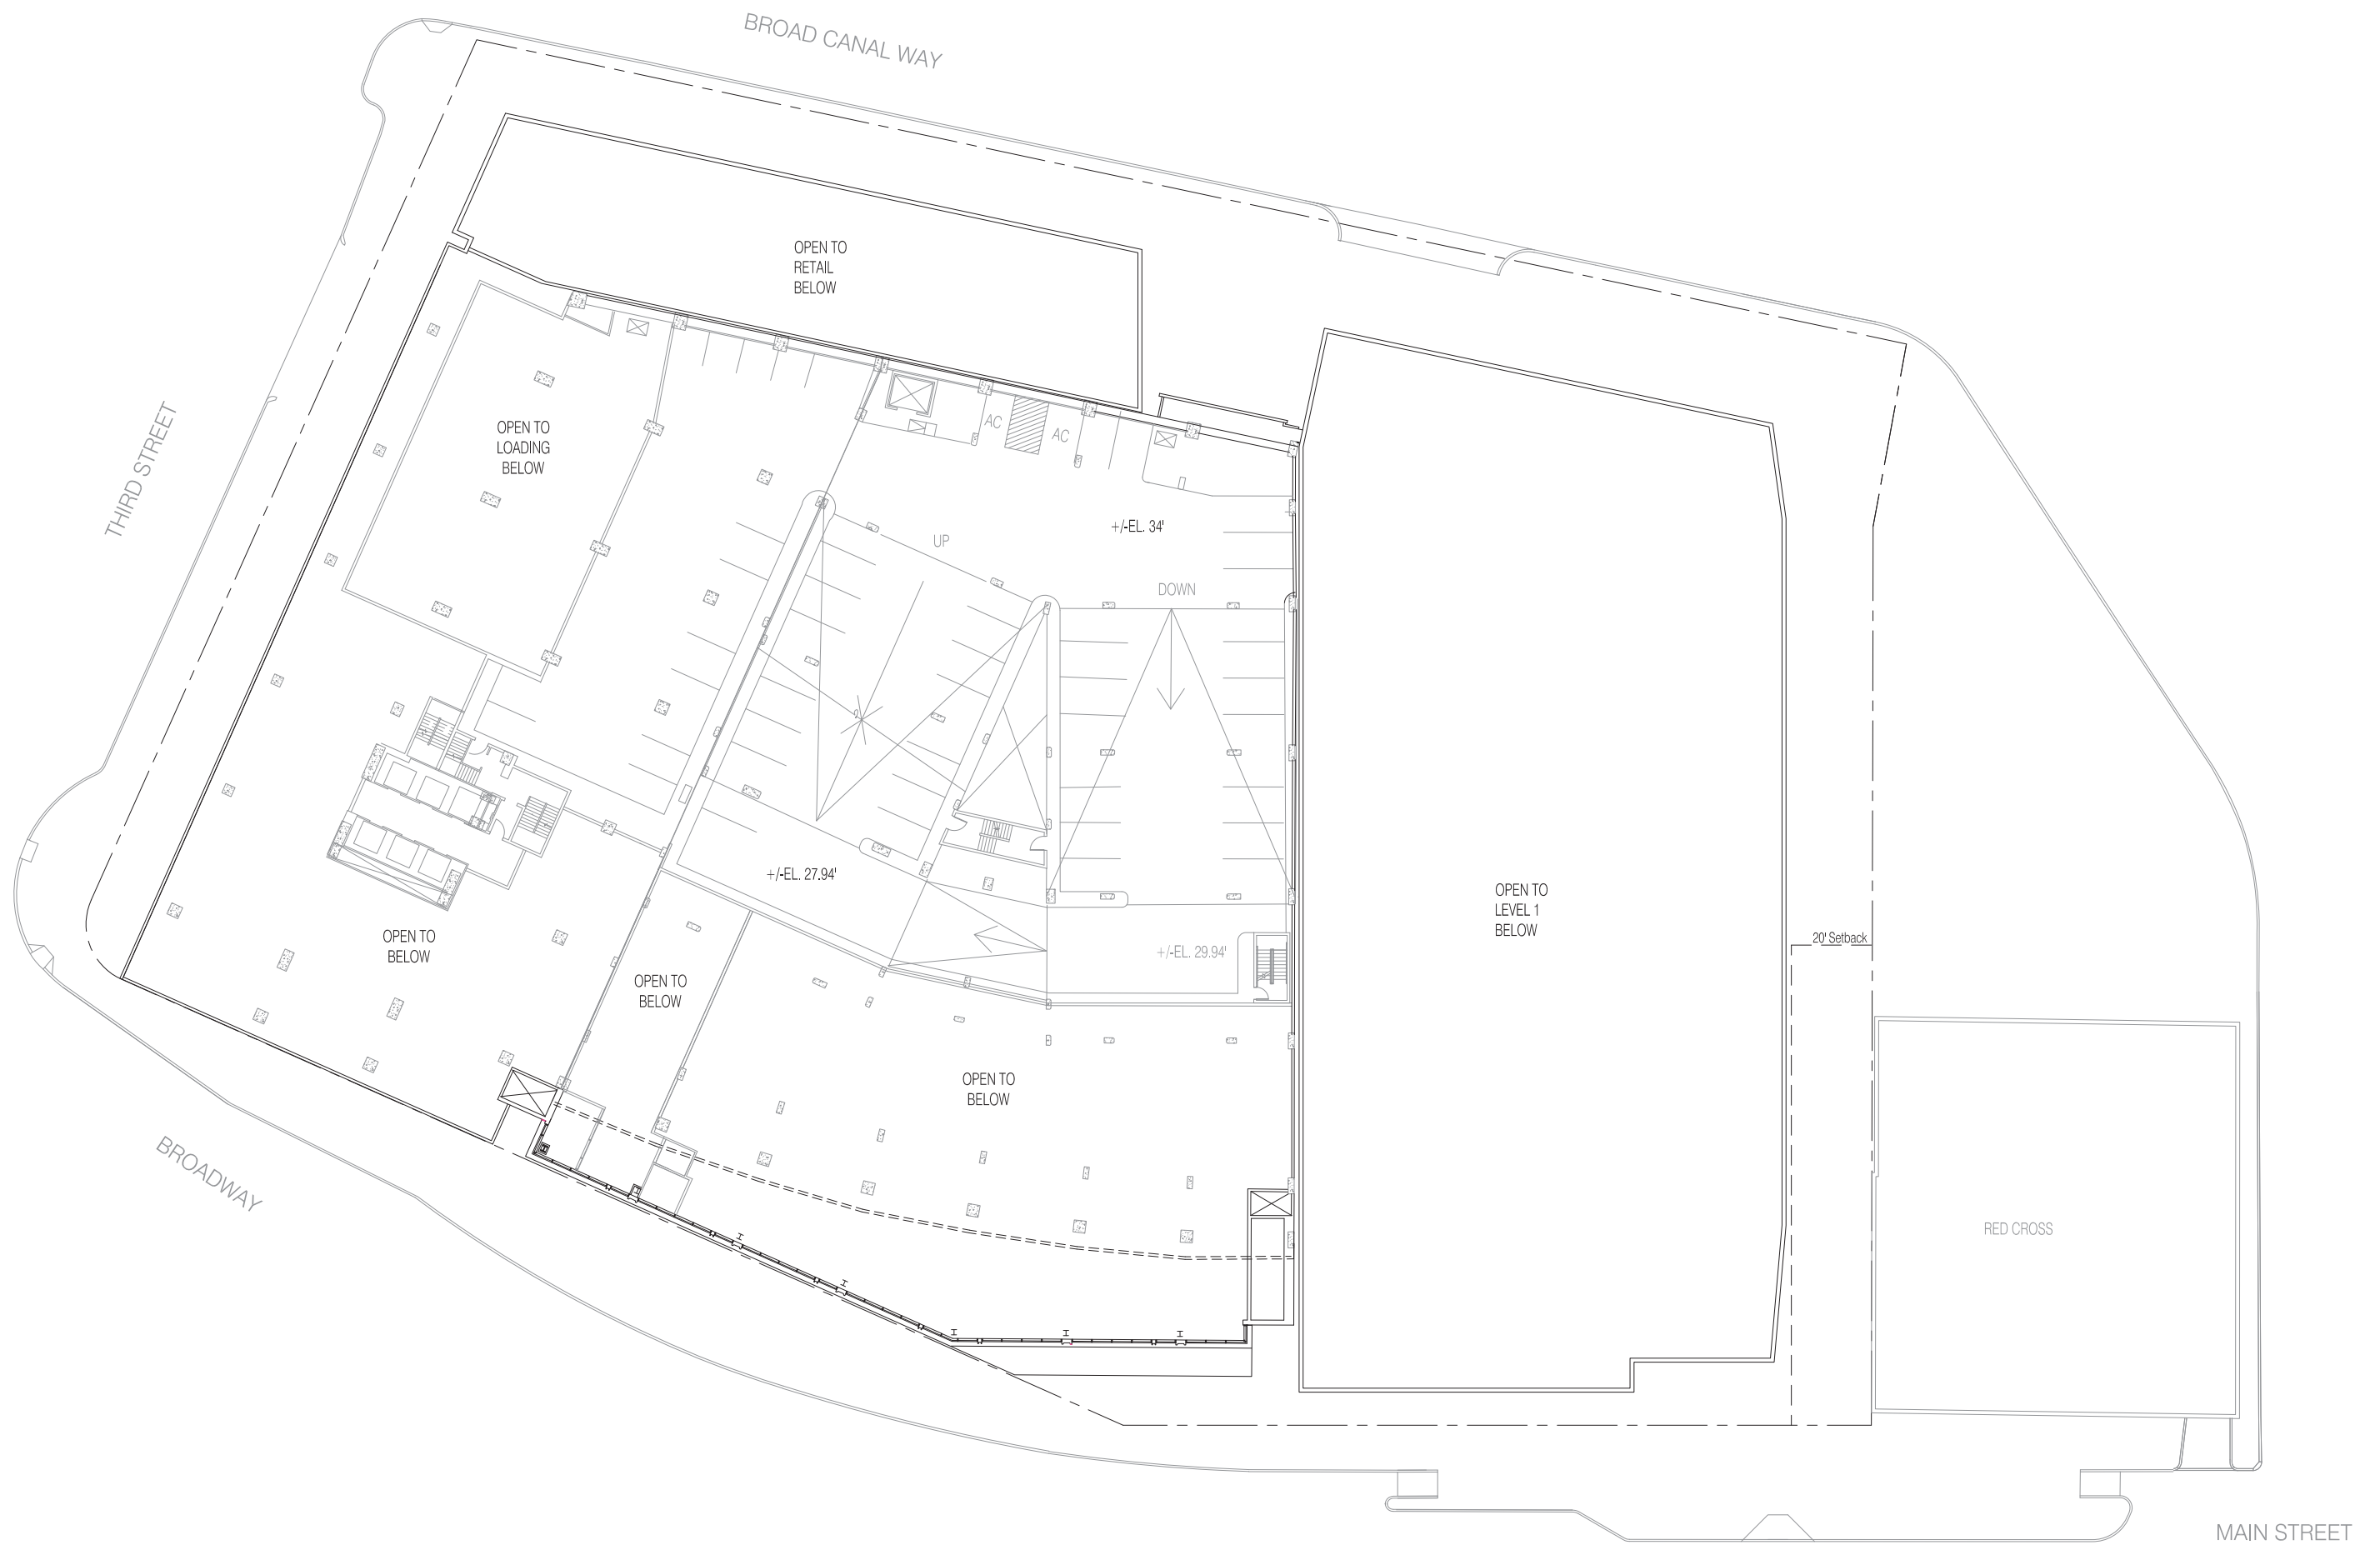 BROAD CANAL WAY
OPEN TO
RETAIL
BELOW
THIRD STREET
OPEN TO
LOADING
BELOW
AC
AC
+/-EL. 34'
UP
DOWN
+/-EL. 27.94'
OPEN TO
LEVEL 1
BELOW
OPEN TO
BELOW
20' Setback
+/-EL. 29.94'
OPEN TO
BELOW
OPEN TO
BELOW
BROADWAY
RED CROSS
MAIN STREET